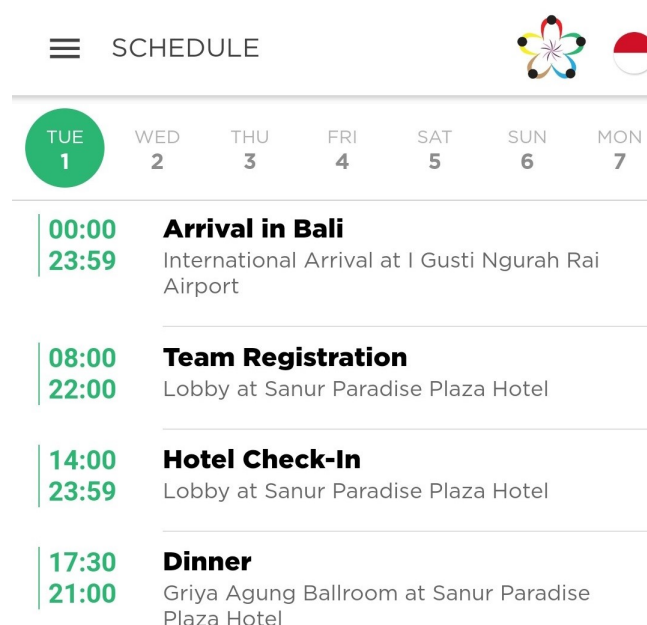 SCHEDULE
TUE WED THU FRI SAT SUN MON
1 2 3 4 5 6 7
00:00 Arrival in Bali
23:59 International Arrival at I Gusti Ngurah Rai
Airport
08:00 Team Registration
22:00 Lobby at Sanur Paradise Plaza Hotel
14:00 Hotel Check-In
23:59 Lobby at Sanur Paradise Plaza Hotel
17:30 Dinner
21:00 Griya Agung Ballroom at Sanur Paradise
Plaza Hotel